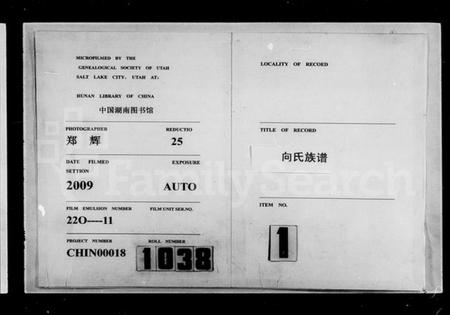 MICROFILMED BY THE
GENEALOGICAL SOCIETY OF UTAH
SALT LAKE CITY, UTAH AT:
HUNAN LIBRARY OF CHINA
中国湖南图书馆
PHOTOGRAPHER REDUCTIO
郑 辉 25
DATE FILMED EXPOSURE
SETTION
2009 AUTO
FILM EMULSION NUMBER FILM UNIT SER.NO.
22O----11
PROJECT NUMBER ROLL NUMBER
CHIN00018 1038
LOCALITY OF RECORD
TITLE OF RECORD
向氏族谱
ITEM NO.
1
FamilySearch